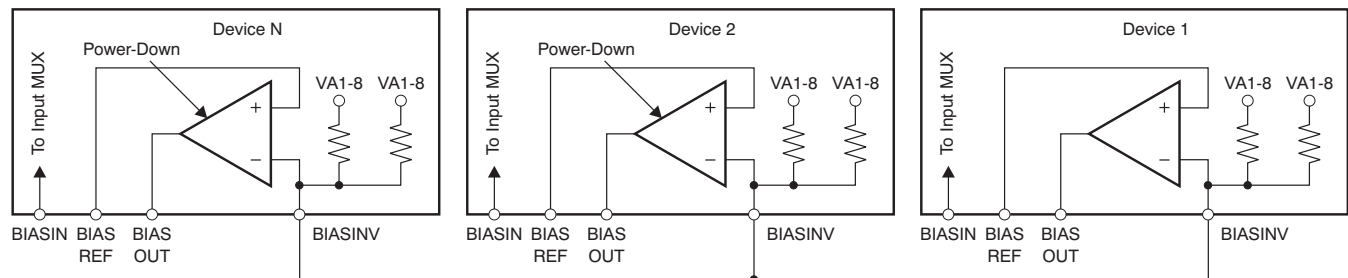 Device N
Power-Down
To Input MUX
VA1-8 VA1-8
+
−
BIASIN BIAS REF BIAS OUT BIASINV
Device 2
Power-Down
To Input MUX
VA1-8 VA1-8
+
−
BIASIN BIAS REF BIAS OUT BIASINV
Device 1
To Input MUX
VA1-8 VA1-8
+
−
BIASIN BIAS REF BIAS OUT BIASINV